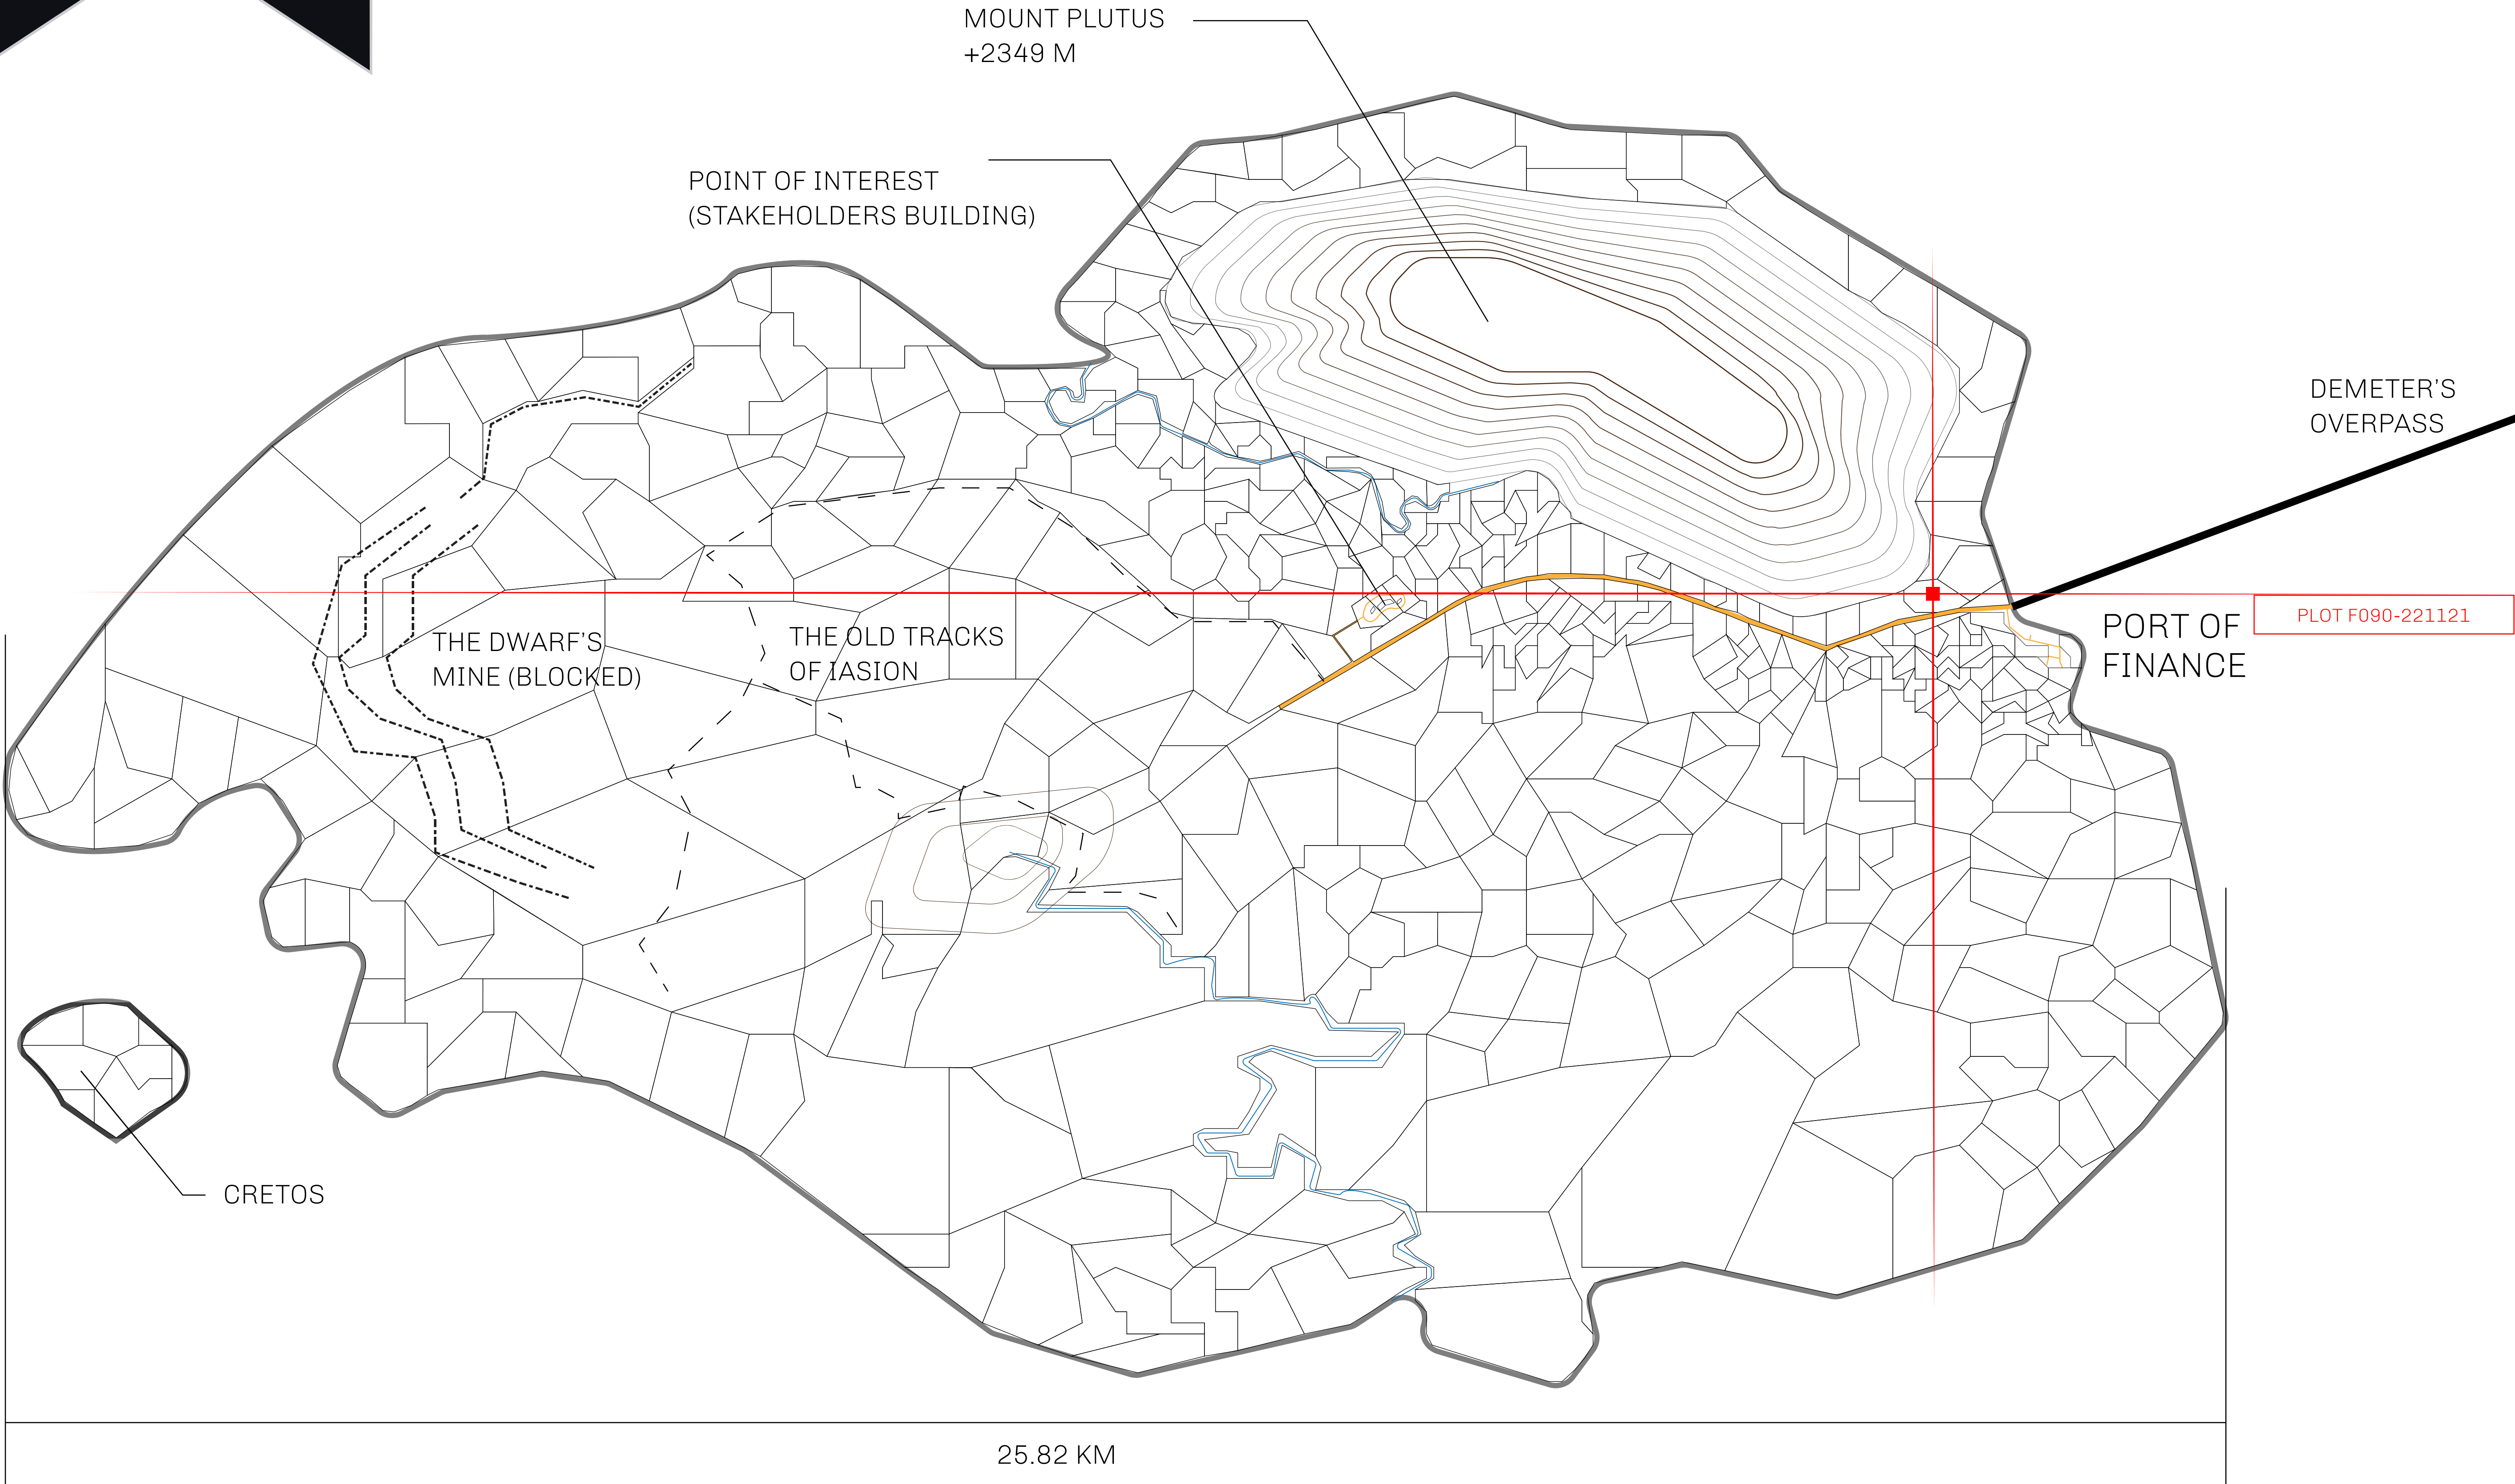 MOUNT PLUTUS
+2349 M
POINT OF INTEREST
(STAKEHOLDERS BUILDING)
DEMETER'S
OVERPASS
PLOT F090-221121
PORT OF
FINANCE
THE DWARF'S
MINE (BLOCKED)
THE OLD TRACKS
OF IASION
CRETOS
25.82 KM